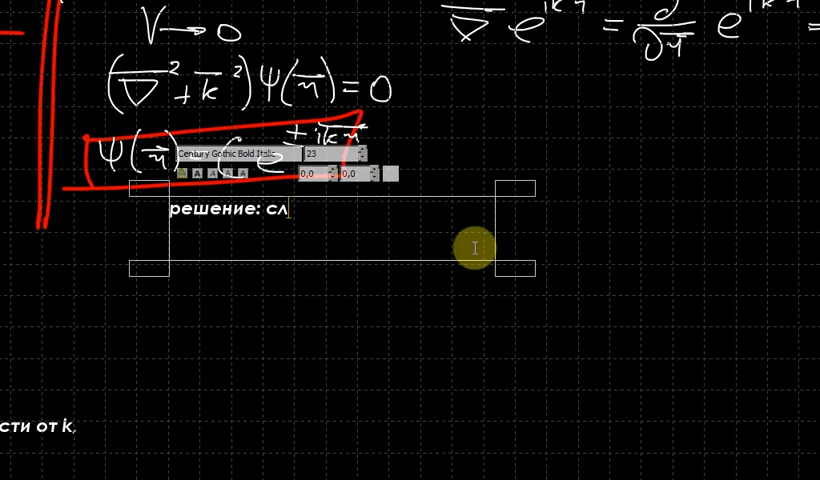 V → 0
∇ e^{ikr} = ∂/∂r e^{ikr} =
(∇² + k²) Ψ(r) = 0
Ψ(r) C e^{±ikr}
Century Gothic Bold Italic 23
A A A A 0,0 0,0
решение: сл
сти от k,